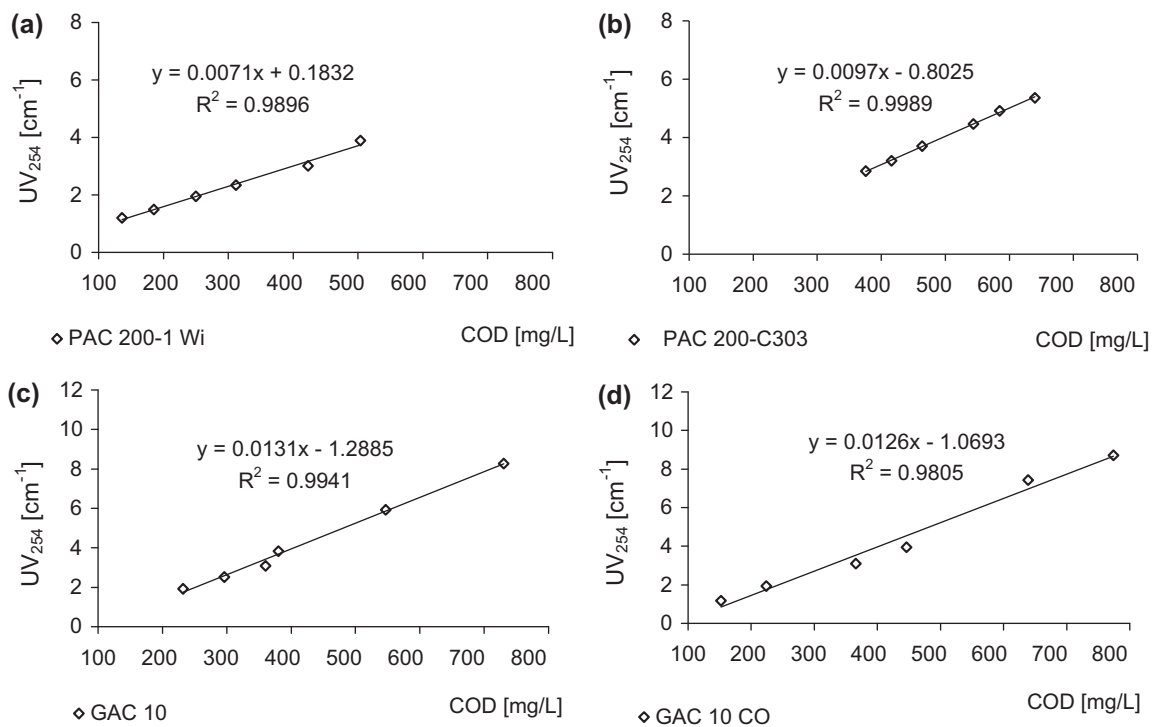 (a)
8
6
4
2
0
UV254 [cm-1]
y = 0.0071x + 0.1832
R2 = 0.9896
100 200 300 400 500 600 700 800
PAC 200-1 Wi
COD [mg/L]
(b)
8
6
4
2
0
UV254 [cm-1]
y = 0.0097x - 0.8025
R2 = 0.9989
100 200 300 400 500 600 700 800
PAC 200-C303
COD [mg/L]
(c)
12
10
8
6
4
2
0
UV254 [cm-1]
y = 0.0131x - 1.2885
R2 = 0.9941
100 200 300 400 500 600 700 800
GAC 10
COD [mg/L]
(d)
12
10
8
6
4
2
0
UV254 [cm-1]
y = 0.0126x - 1.0693
R2 = 0.9805
100 200 300 400 500 600 700 800
GAC 10 CO
COD [mg/L]